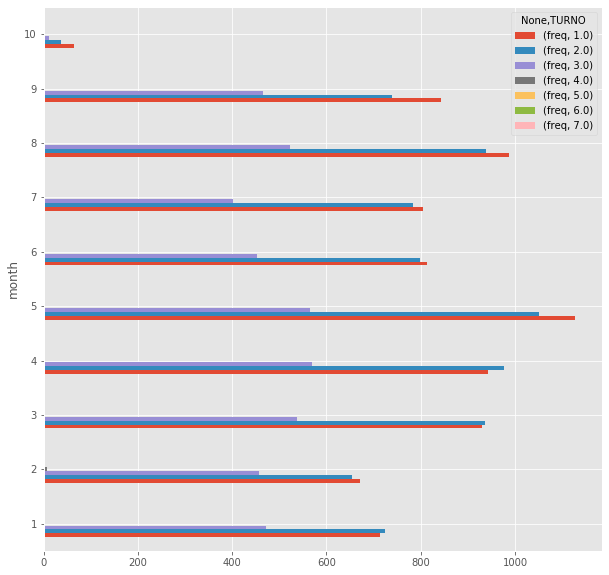 None,TURNO
(freq, 1.0)
(freq, 2.0)
(freq, 3.0)
(freq, 4.0)
(freq, 5.0)
(freq, 6.0)
(freq, 7.0)
10
9
8
7
6
5
4
3
2
1
month
0 200 400 600 800 1000